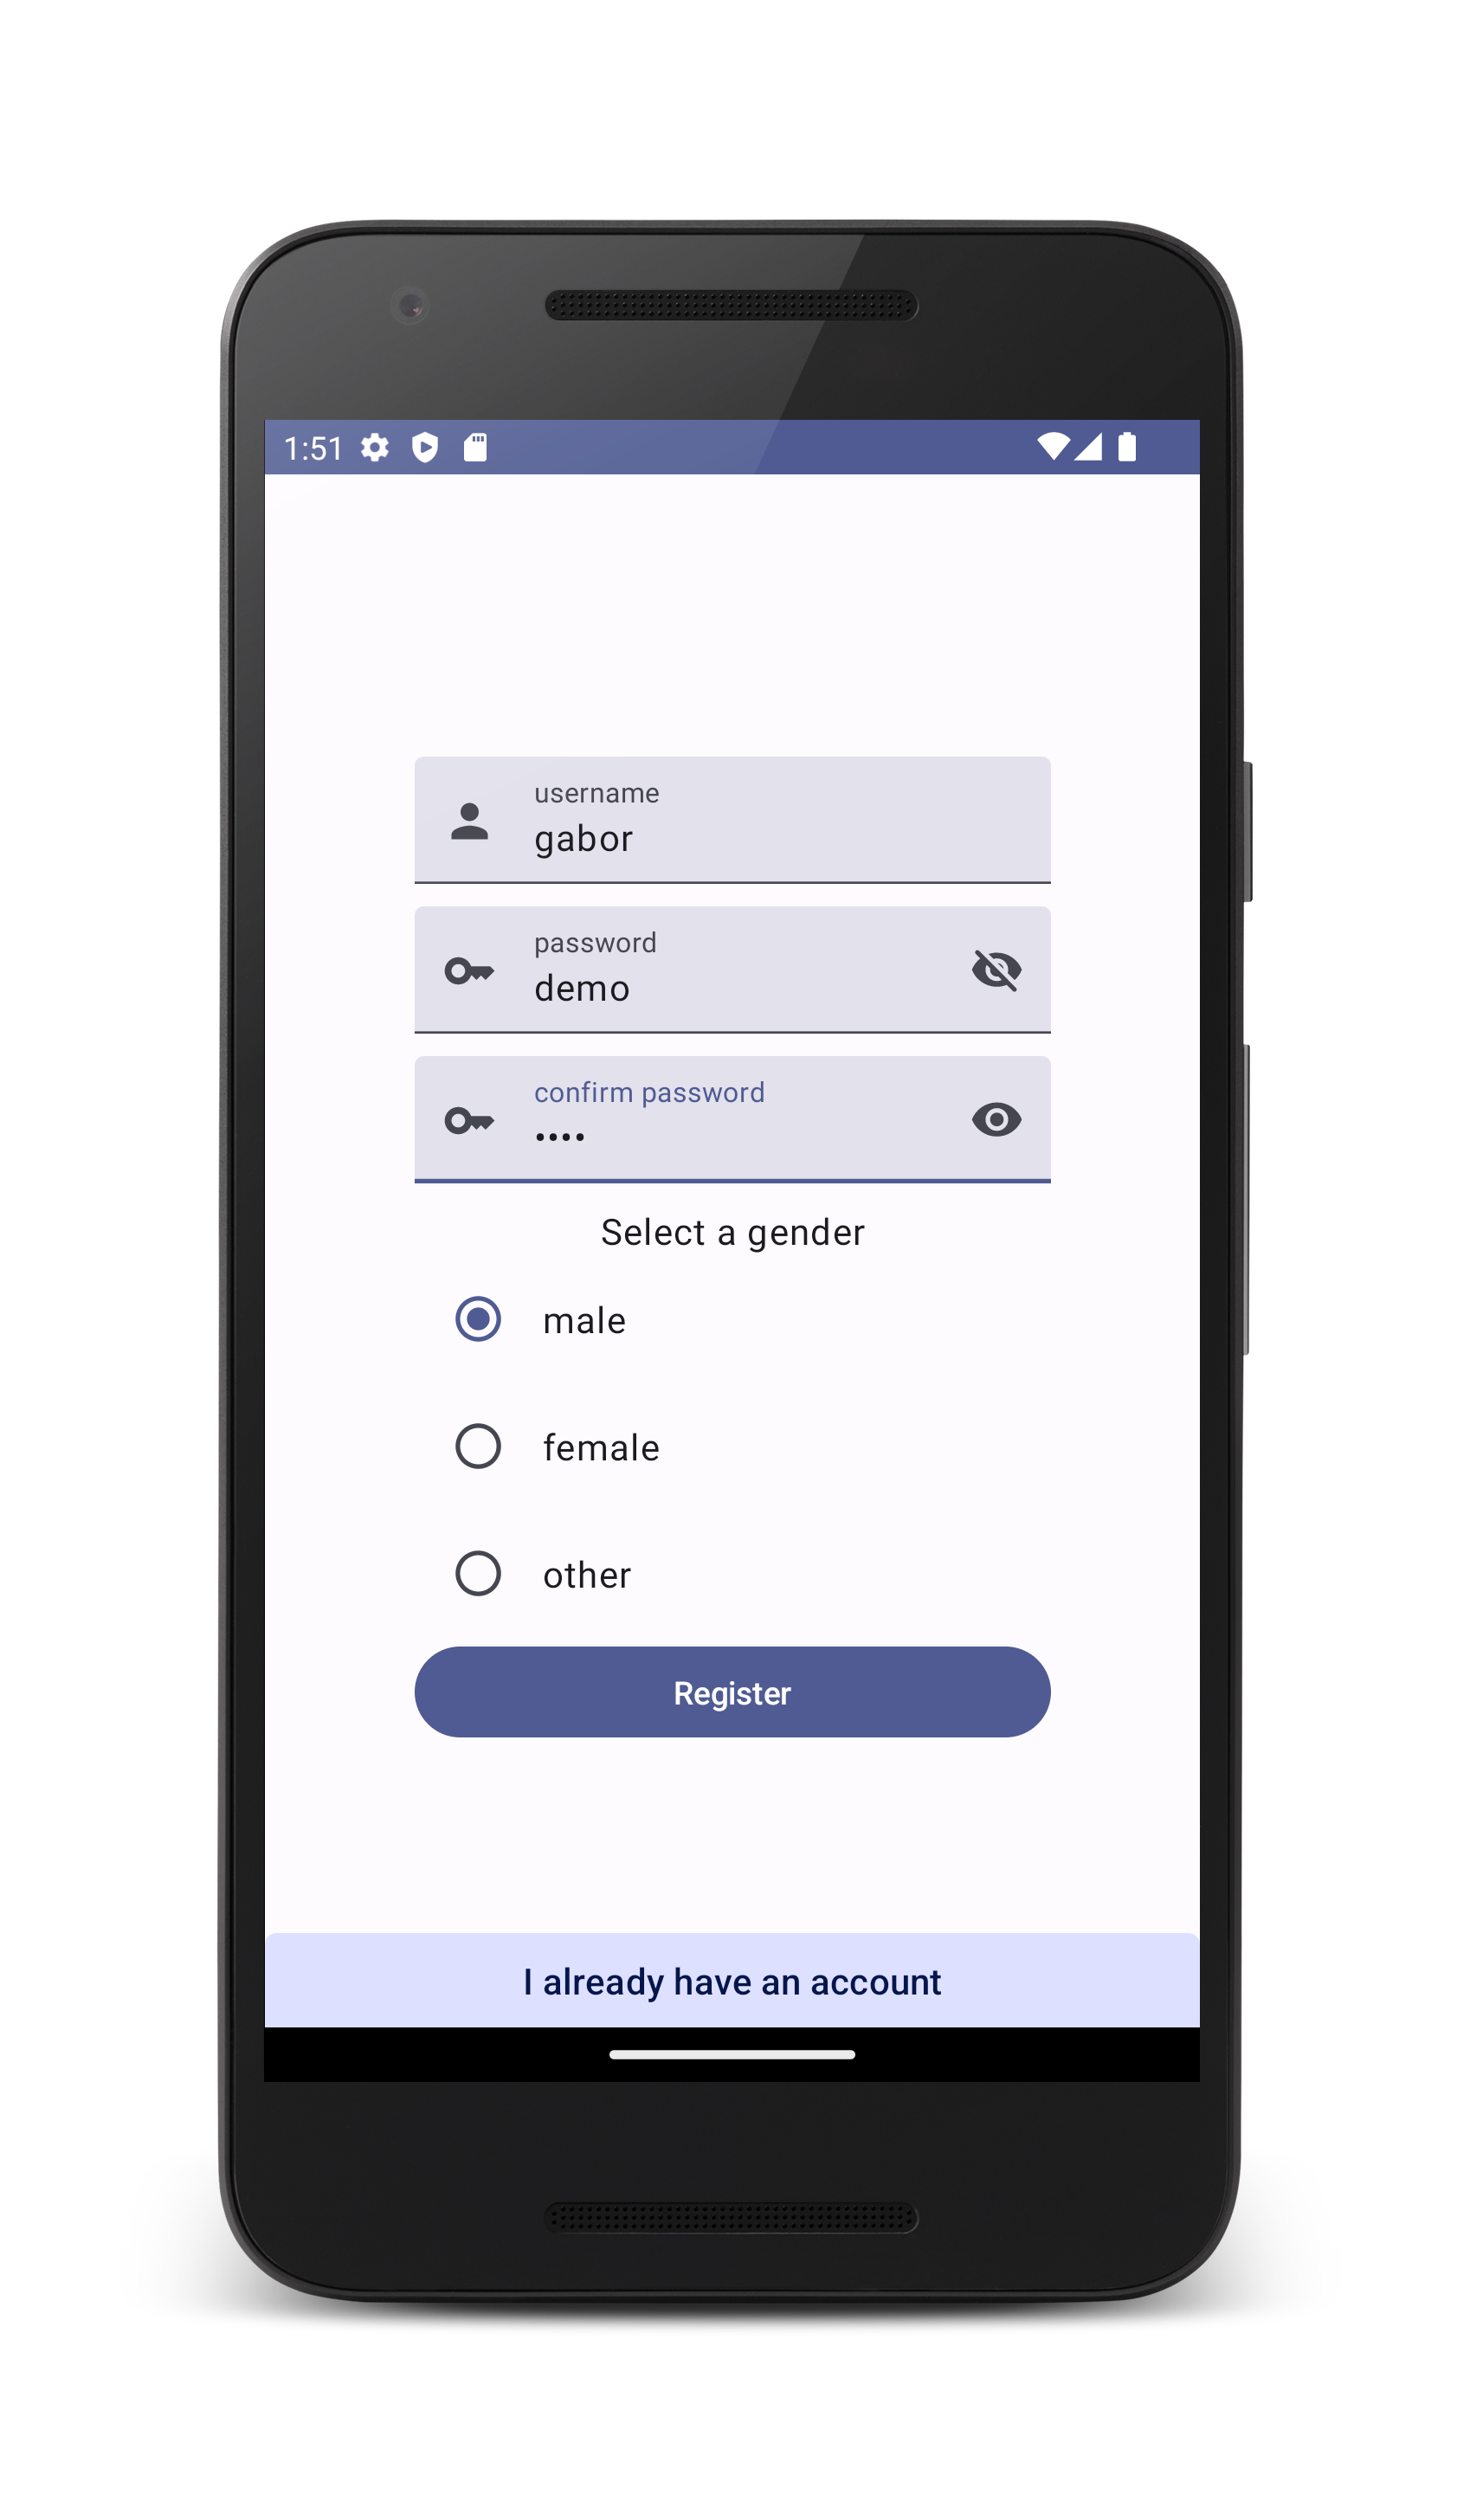 1:51
username
gabor
password
demo
confirm password
••••
Select a gender
male
female
other
Register
I already have an account